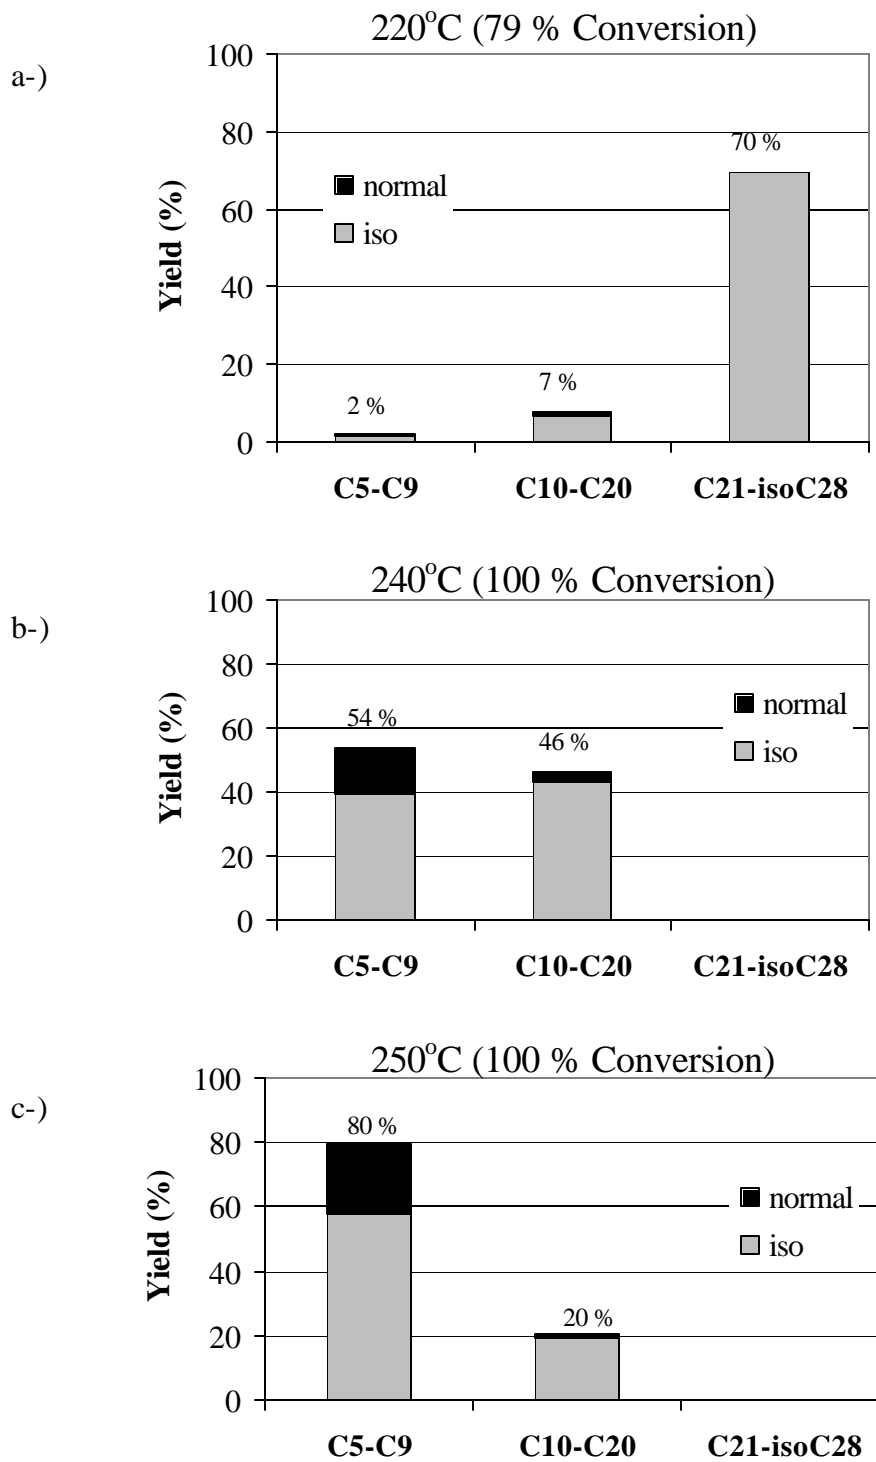 220°C (79 % Conversion)
a-)
100
80
60
40
20
0
Yield (%)
normal
iso
2 %
7 %
70 %
C5-C9 C10-C20 C21-isoC28
240°C (100 % Conversion)
b-)
100
80
60
40
20
0
Yield (%)
normal
iso
54 %
46 %
C5-C9 C10-C20 C21-isoC28
250°C (100 % Conversion)
c-)
100
80
60
40
20
0
Yield (%)
normal
iso
80 %
20 %
C5-C9 C10-C20 C21-isoC28